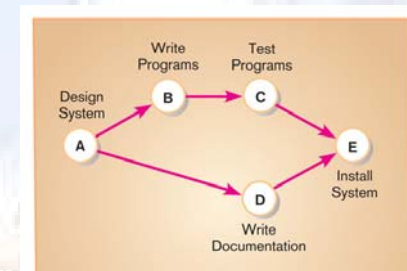 Write
Programs
Test
Programs
Design
System
B
C
A
E
Install
System
D
Write
Documentation